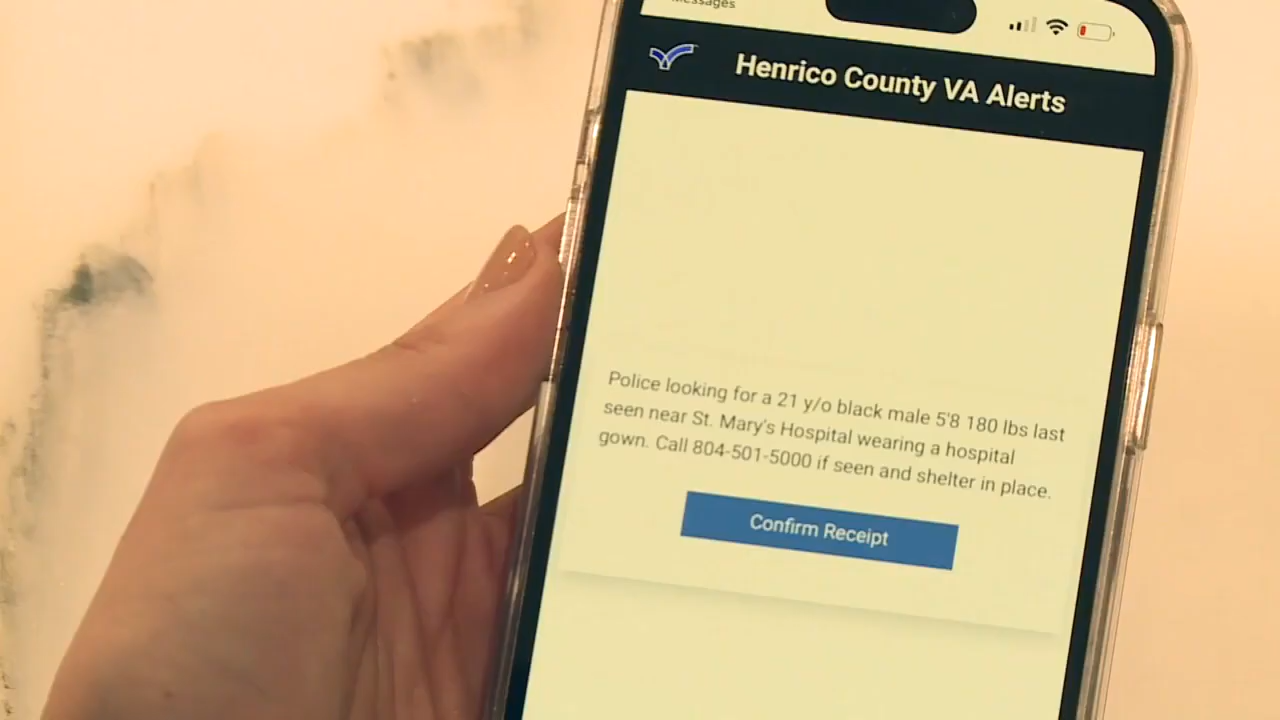 Messages
Henrico County VA Alerts
Police looking for a 21 y/o black male 5'8 180 lbs last
seen near St. Mary's Hospital wearing a hospital
gown. Call 804-501-5000 if seen and shelter in place.
Confirm Receipt